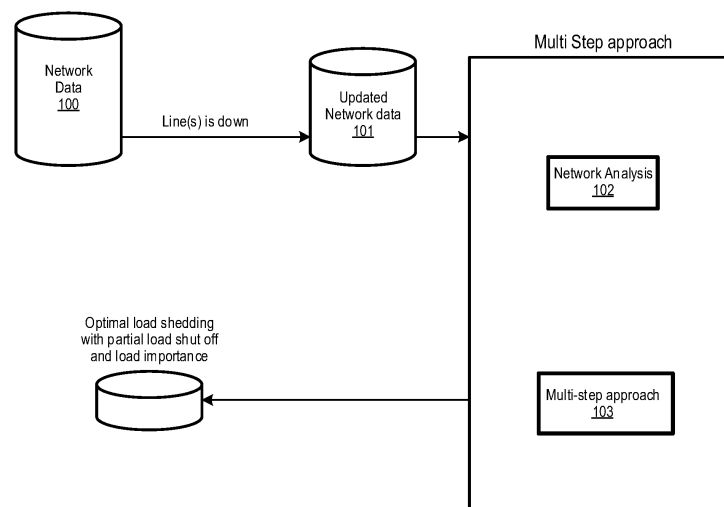 Multi Step approach
Network
Data
100
Line(s) is down
Updated
Network data
101
Network Analysis
102
Optimal load shedding
with partial load shut off
and load importance
Multi-step approach
103